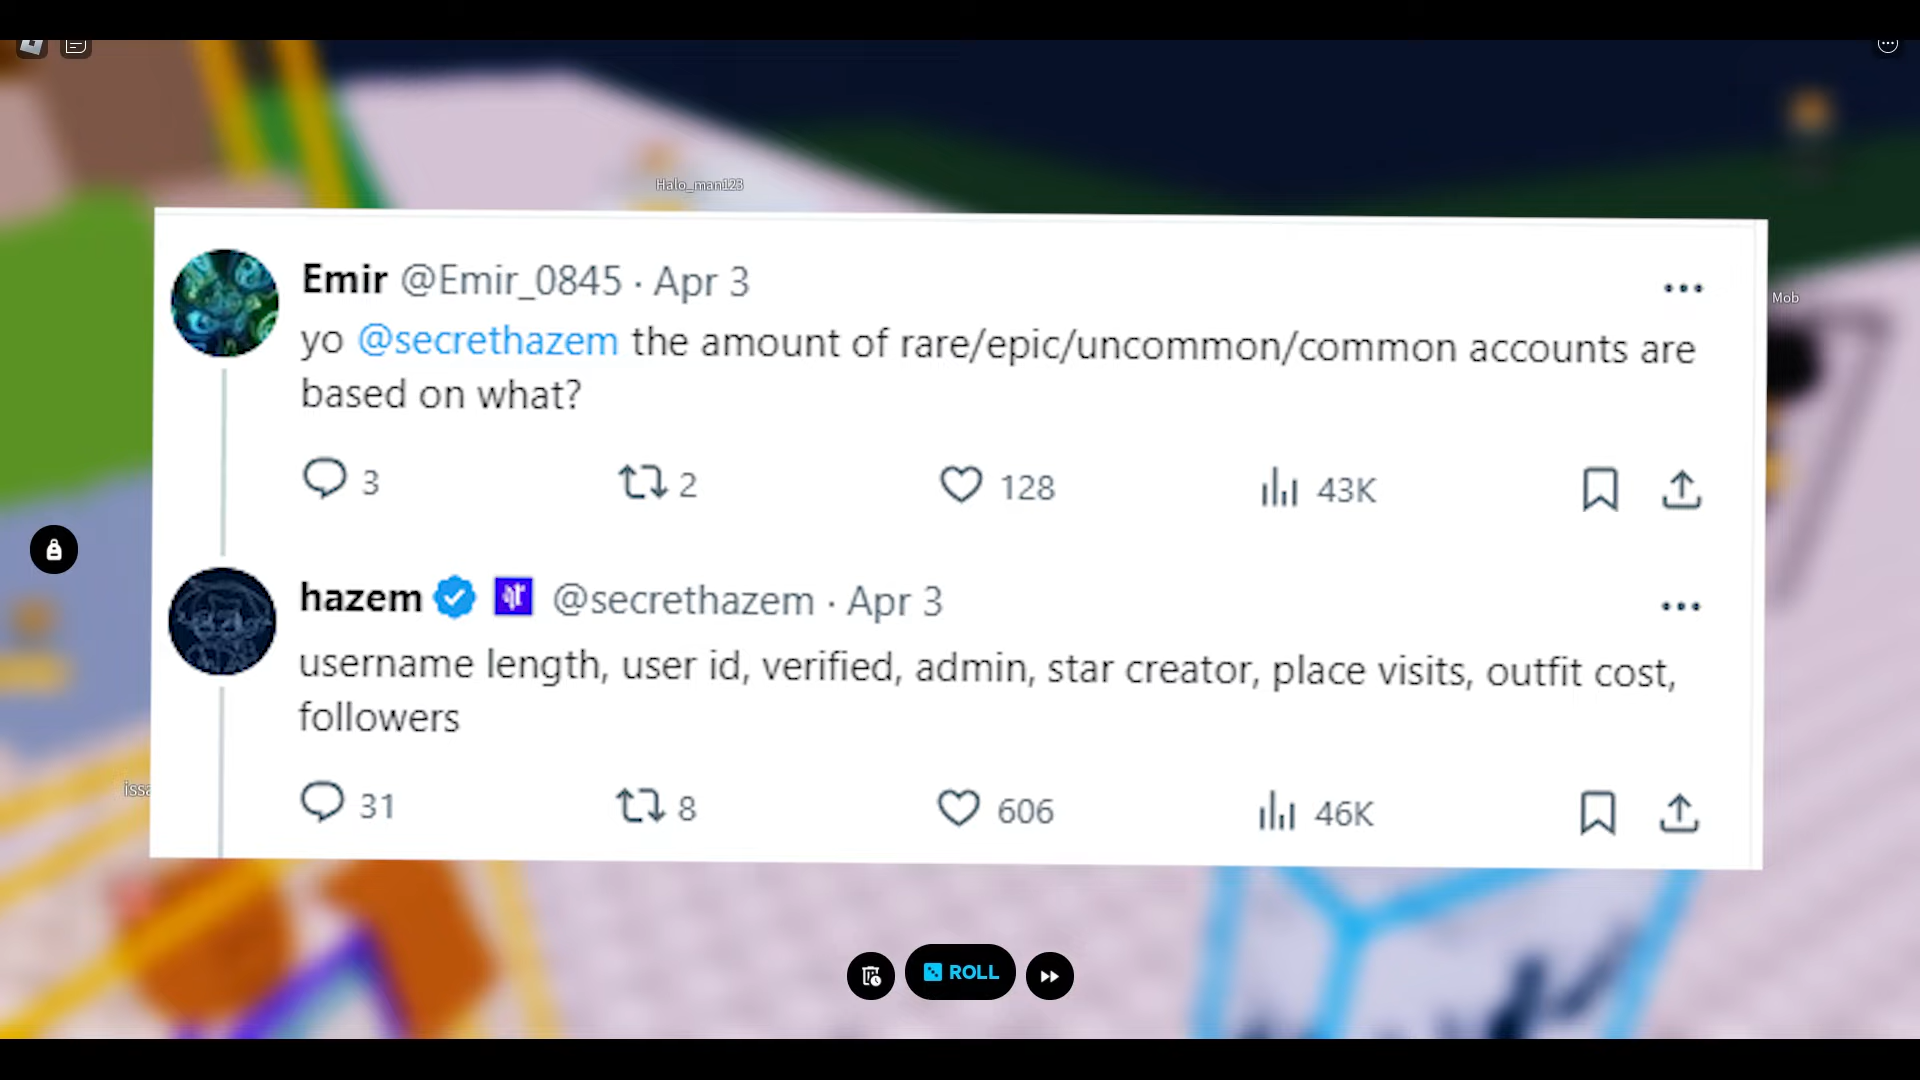 Halo_man123
Emir @Emir_0845 · Apr 3
yo @secrethazem the amount of rare/epic/uncommon/common accounts are
based on what?
3 2 128 43K
Mob
hazem @secrethazem · Apr 3
username length, user id, verified, admin, star creator, place visits, outfit cost,
followers
issa
31 8 606 46K
ROLL